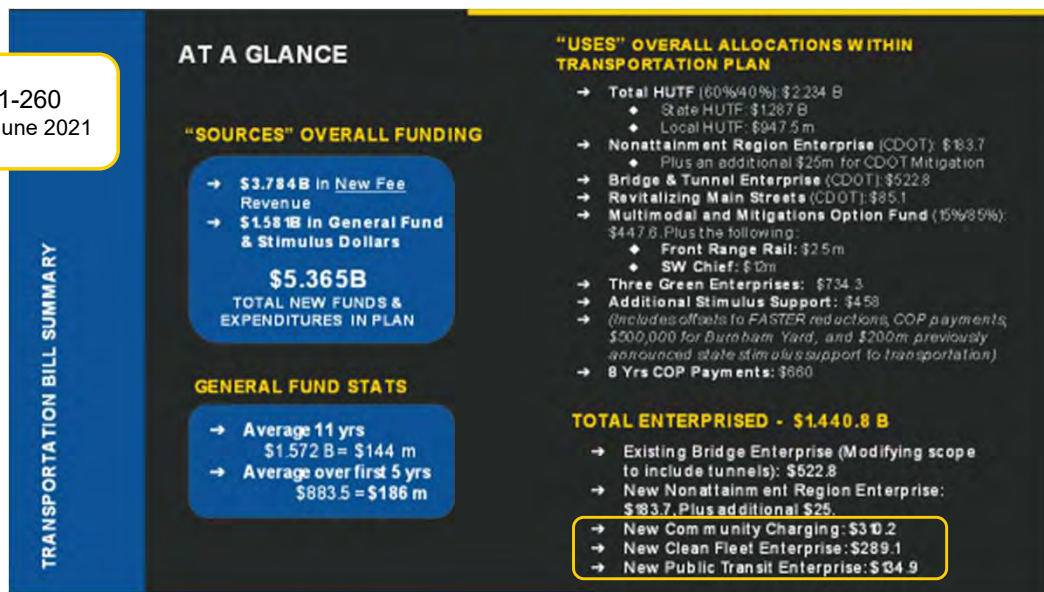 1-260
une 2021
TRANSPORTATION BILL SUMMARY
AT A GLANCE
“SOURCES” OVERALL FUNDING
➔ $3.784B in New Fee
Revenue
➔ $1.581B in General Fund
& Stimulus Dollars
$5.365B
TOTAL NEW FUNDS &
EXPENDITURES IN PLAN
GENERAL FUND STATS
➔ Average 11 yrs
$1.572 B = $144 m
➔ Average over first 5 yrs
$883.5 = $186 m
“USES” OVERALL ALLOCATIONS WITHIN
TRANSPORTATION PLAN
➔ Total HUTF (60%/40%): $2.234 B
◆ State HUTF: $1.287 B
◆ Local HUTF: $947.5 m
➔ Nonattainment Region Enterprise (CDOT): $183.7
◆ Plus an additional $25m for CDOT Mitigation
➔ Bridge & Tunnel Enterprise (CDOT): $522.8
➔ Revitalizing Main Streets (CDOT): $85.1
➔ Multimodal and Mitigations Option Fund (15%/85%):
$447.6. Plus the following:
◆ Front Range Rail: $2.5m
◆ SW Chief: $12m
➔ Three Green Enterprises: $734.3
➔ Additional Stimulus Support: $458
➔ (Includes offsets to FASTER reductions, COP payments,
$500,000 for Burnham Yard, and $200m previously
announced state stimulus support to transportation)
➔ 8 Yrs COP Payments: $660
TOTAL ENTERPRISED - $1.440.8 B
➔ Existing Bridge Enterprise (Modifying scope
to include tunnels): $522.8
➔ New Nonattainment Region Enterprise:
$183.7. Plus additional $25.
➔ New Community Charging: $310.2
➔ New Clean Fleet Enterprise: $289.1
➔ New Public Transit Enterprise: $134.9